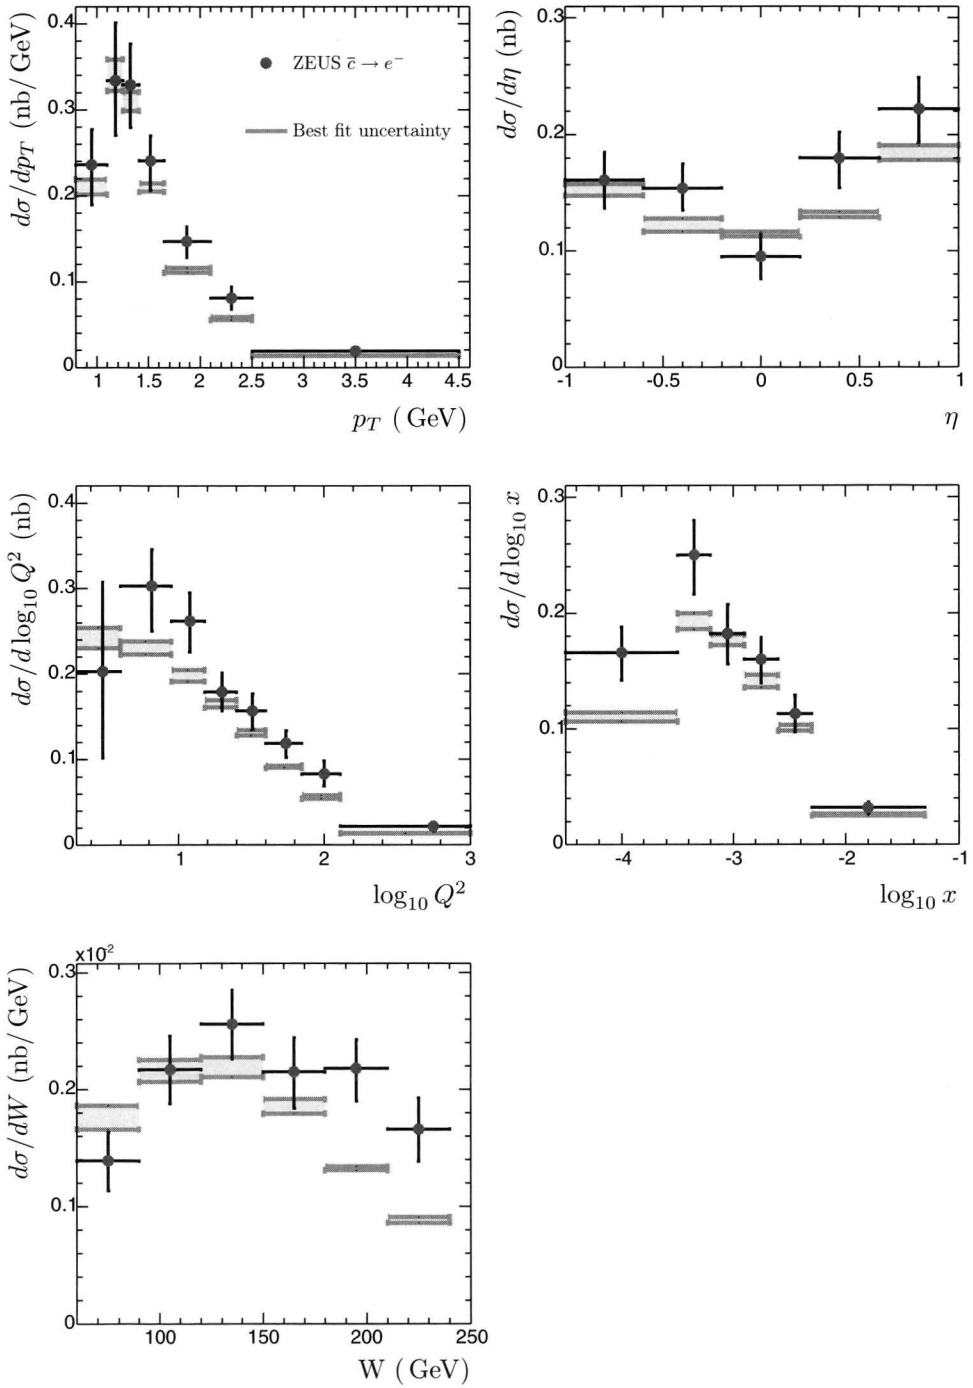 dσ/dp_T (nb/ GeV)
0.4
0.3
0.2
0.1
0
ZEUS c̄ → e⁻
Best fit uncertainty
1 1.5 2 2.5 3 3.5 4 4.5
p_T ( GeV)
dσ/dη (nb)
0.3
0.2
0.1
0
-1 -0.5 0 0.5 1
η
dσ/d log₁₀ Q² (nb)
0.4
0.3
0.2
0.1
0
1 2 3
log₁₀ Q²
dσ/d log₁₀ x
0.3
0.2
0.1
0
-4 -3 -2 -1
log₁₀ x
dσ/dW (nb/ GeV)
x10⁻²
0.3
0.2
0.1
0
100 150 200 250
W ( GeV)